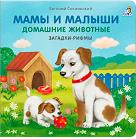 Евгений Сосновский
МАМЫ И МАЛЫШИ
ДОМАШНИЕ ЖИВОТНЫЕ
ЗАГАДКИ-РИФМЫ